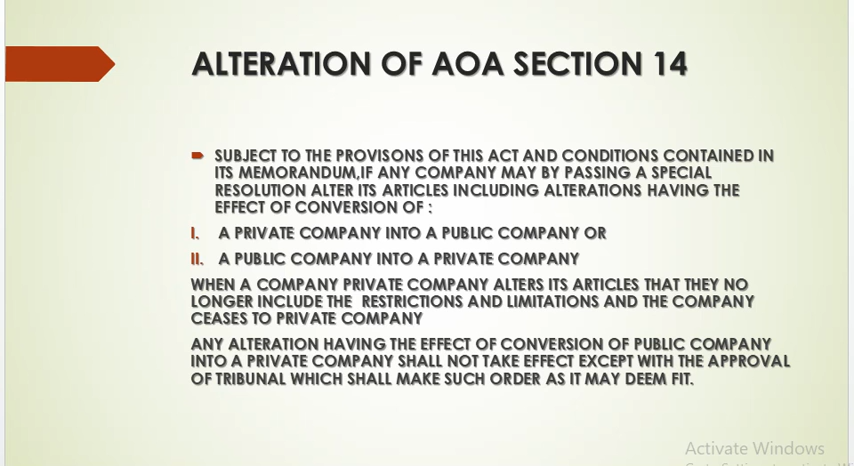 ALTERATION OF AOA SECTION 14
SUBJECT TO THE PROVISONS OF THIS ACT AND CONDITIONS CONTAINED IN
ITS MEMORANDUM,IF ANY COMPANY MAY BY PASSING A SPECIAL
RESOLUTION ALTER ITS ARTICLES INCLUDING ALTERATIONS HAVING THE
EFFECT OF CONVERSION OF :
I. A PRIVATE COMPANY INTO A PUBLIC COMPANY OR
II. A PUBLIC COMPANY INTO A PRIVATE COMPANY
WHEN A COMPANY PRIVATE COMPANY ALTERS ITS ARTICLES THAT THEY NO
LONGER INCLUDE THE RESTRICTIONS AND LIMITATIONS AND THE COMPANY
CEASES TO PRIVATE COMPANY
ANY ALTERATION HAVING THE EFFECT OF CONVERSION OF PUBLIC COMPANY
INTO A PRIVATE COMPANY SHALL NOT TAKE EFFECT EXCEPT WITH THE APPROVAL
OF TRIBUNAL WHICH SHALL MAKE SUCH ORDER AS IT MAY DEEM FIT.
Activate Windows